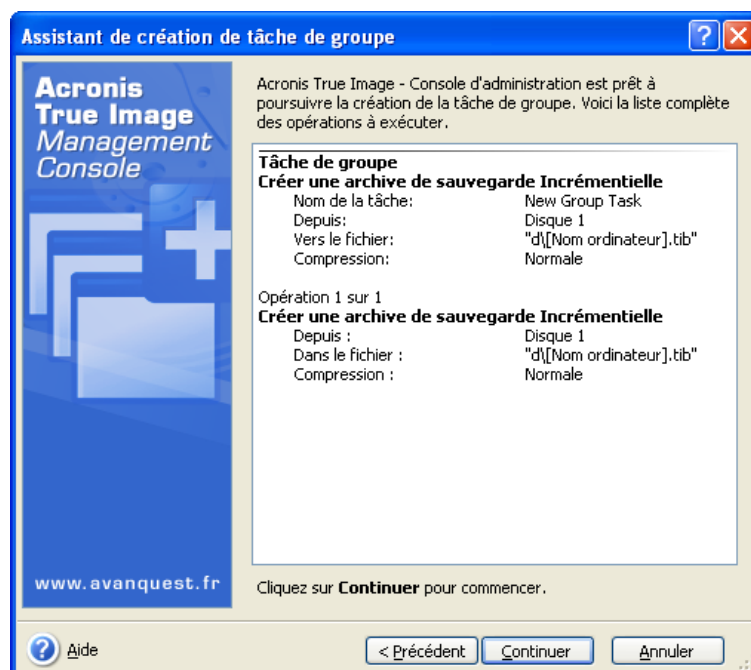 Assistant de création de tâche de groupe
Acronis
True Image
Management
Console
Acronis True Image - Console d'administration est prêt à
poursuivre la création de la tâche de groupe. Voici la liste complète
des opérations à exécuter.
Tâche de groupe
Créer une archive de sauvegarde Incrémentielle
Nom de la tâche: New Group Task
Depuis: Disque 1
Vers le fichier: "d\[Nom ordinateur].tib"
Compression: Normale
Opération 1 sur 1
Créer une archive de sauvegarde Incrémentielle
Depuis : Disque 1
Dans le fichier : "d\[Nom ordinateur].tib"
Compression : Normale
www.avanquest.fr
Cliquez sur Continuer pour commencer.
? Aide < Précédent Continuer Annuler